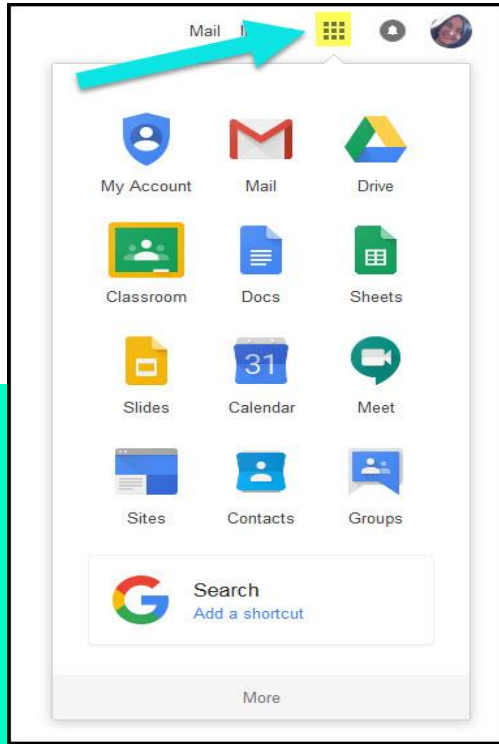 Mail
My Account Mail Drive
Classroom Docs Sheets
Slides 31 Calendar Meet
Sites Contacts Groups
Search
Add a shortcut
More